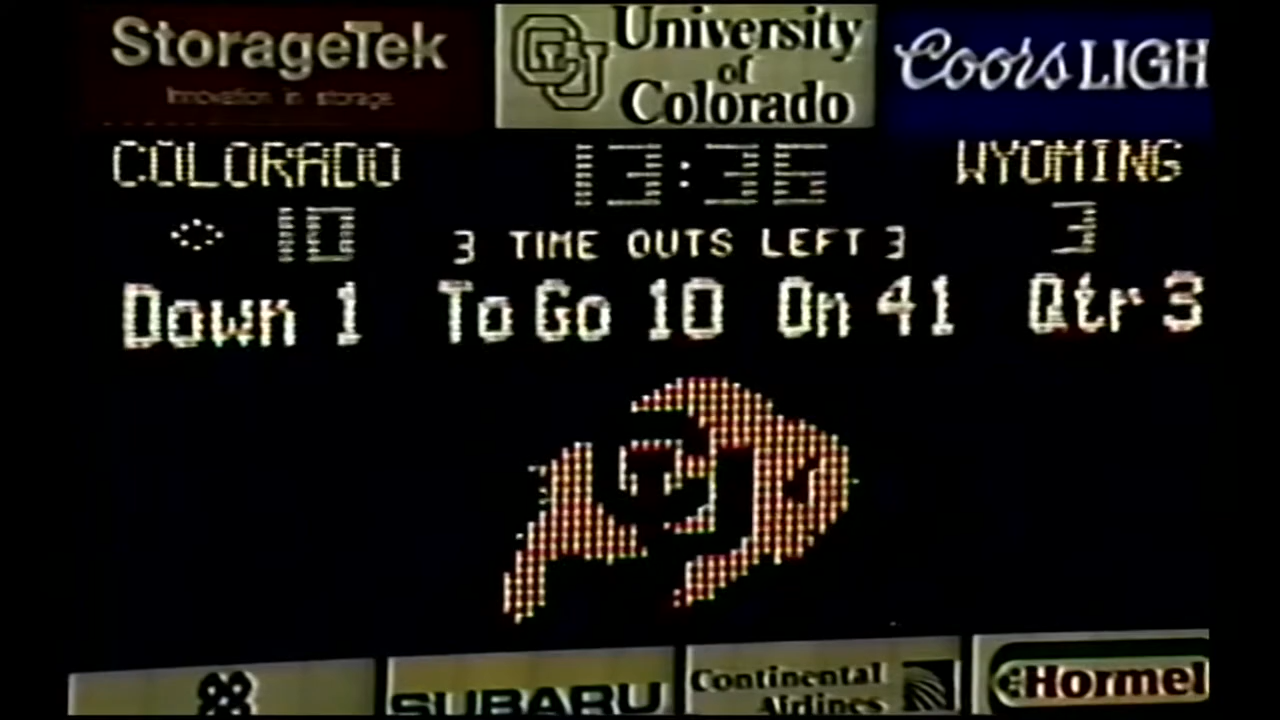 StorageTek
Innovation in storage
CU University
of
Colorado
Coors LIGH
COLORADO 13:36 WYOMING
10 3 TIME OUTS LEFT 3 3
Down 1 To Go 10 On 41 Qtr 3
SUBARU
Continental
Airlines
Hormel